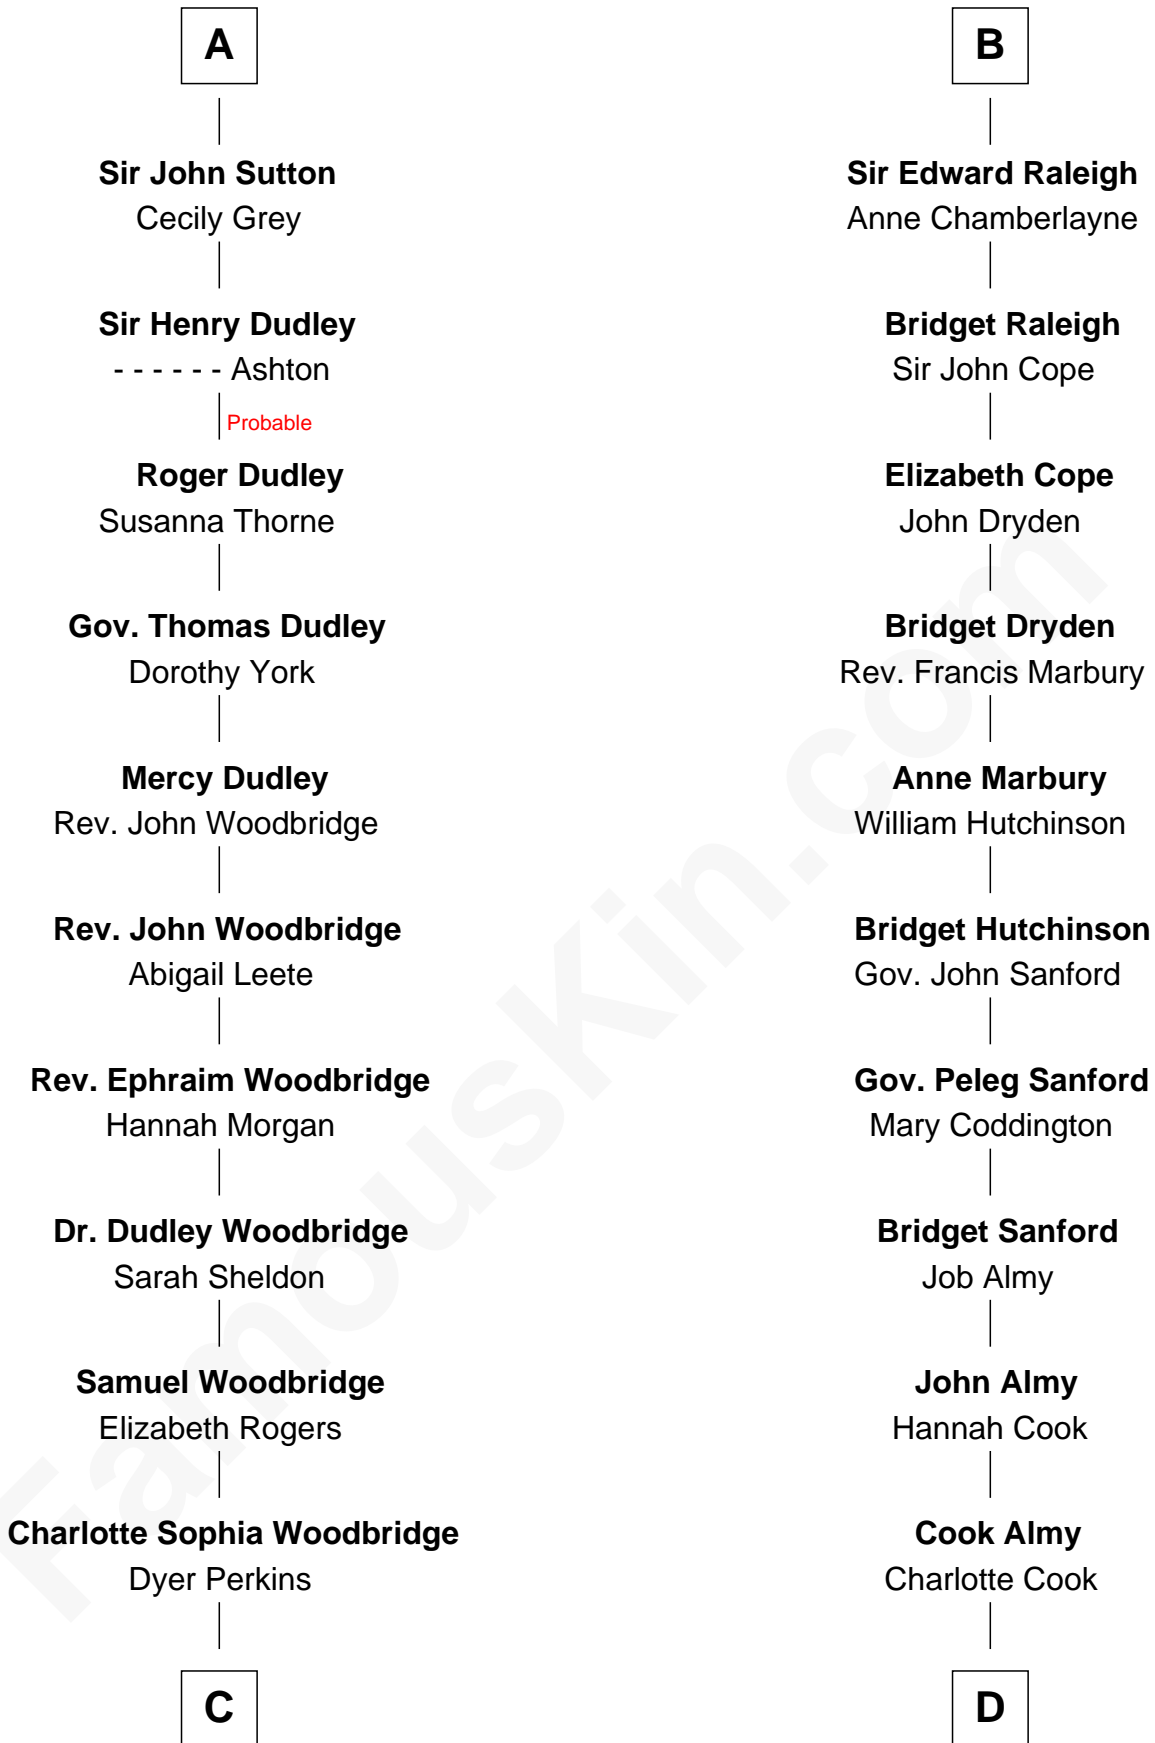 A
Sir John Sutton
Cecily Grey
Sir Henry Dudley
- - - - - - Ashton
Probable
Roger Dudley
Susanna Thorne
Gov. Thomas Dudley
Dorothy York
Mercy Dudley
Rev. John Woodbridge
Rev. John Woodbridge
Abigail Leete
Rev. Ephraim Woodbridge
Hannah Morgan
Dr. Dudley Woodbridge
Sarah Sheldon
Samuel Woodbridge
Elizabeth Rogers
Charlotte Sophia Woodbridge
Dyer Perkins
C
B
Sir Edward Raleigh
Anne Chamberlayne
Bridget Raleigh
Sir John Cope
Elizabeth Cope
John Dryden
Bridget Dryden
Rev. Francis Marbury
Anne Marbury
William Hutchinson
Bridget Hutchinson
Gov. John Sanford
Gov. Peleg Sanford
Mary Coddington
Bridget Sanford
Job Almy
John Almy
Hannah Cook
Cook Almy
Charlotte Cook
D
FamousKin.com